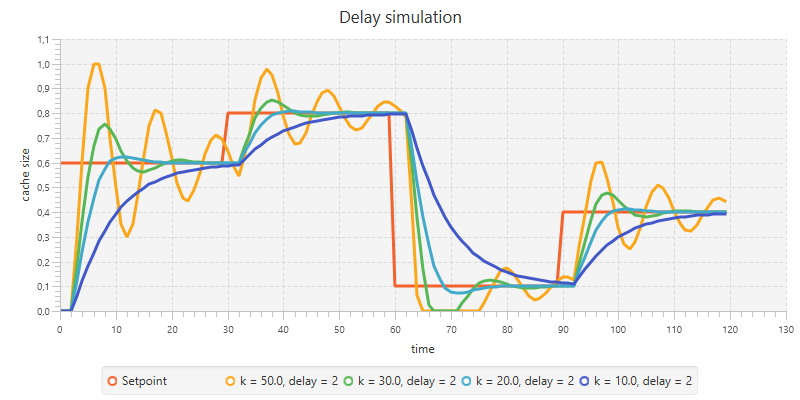 Delay simulation
1,1
1,0
0,9
0,8
0,7
0,6
0,5
0,4
0,3
0,2
0,1
0,0
cache size
0 10 20 30 40 50 60 70 80 90 100 110 120 130
time
Setpoint k = 50.0, delay = 2 k = 30.0, delay = 2 k = 20.0, delay = 2 k = 10.0, delay = 2